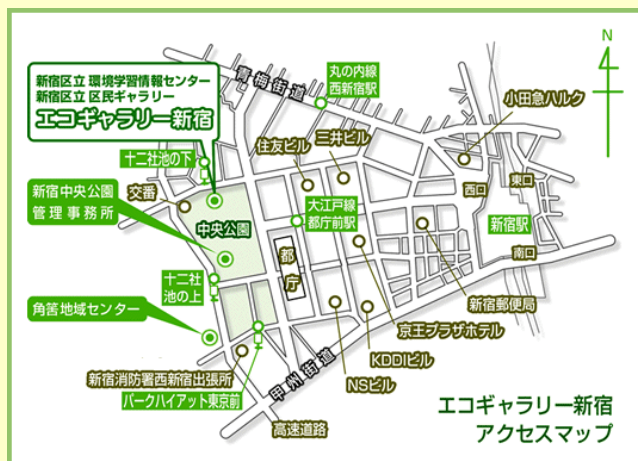 新宿区立 環境学習情報センター
新宿区立 区民ギャラリー
エコギャラリー新宿
青梅街道
丸の内線
西新宿駅
N
小田急ハルク
十二社池の下
住友ビル
三井ビル
西口
東口
交番
新宿中央公園
管理事務所
中央公園
大江戸線
都庁前駅
新宿駅
都庁
南口
十二社
池の上
新宿郵便局
角筈地域センター
京王プラザホテル
KDDIビル
NSビル
新宿消防署西新宿出張所
パークハイアット東京前
甲州街道
高速道路
エコギャラリー新宿
アクセスマップ